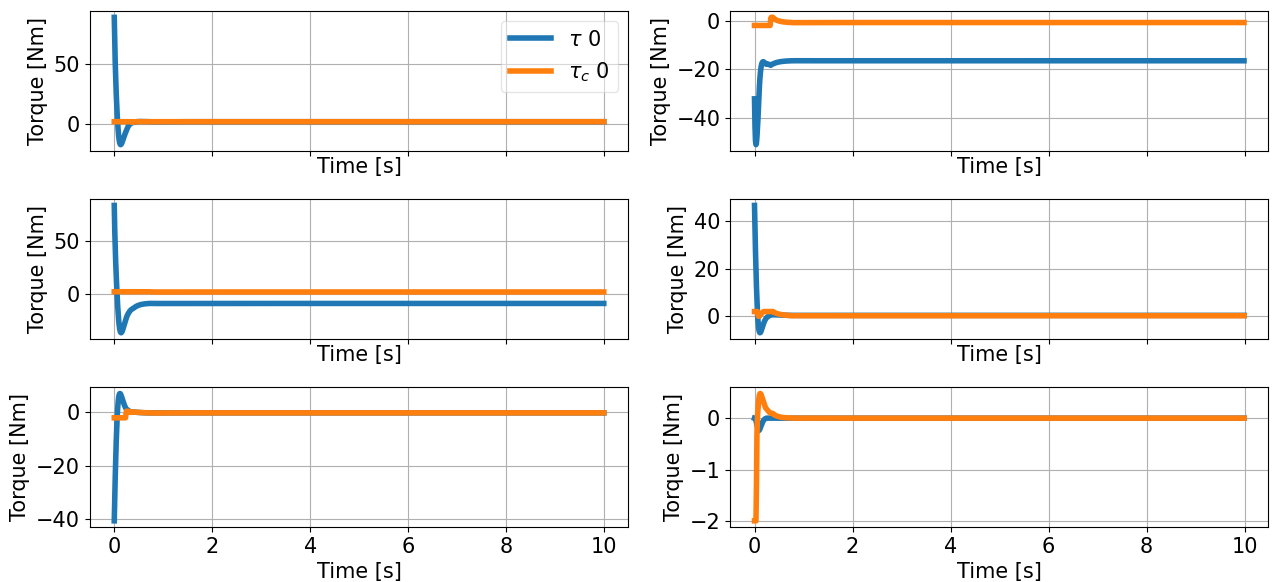 Torque [Nm]
50
0
τ 0
τc 0
Time [s]
Torque [Nm]
0
−20
−40
Time [s]
Torque [Nm]
50
0
Time [s]
Torque [Nm]
40
20
0
Time [s]
Torque [Nm]
0
−20
−40
0 2 4 6 8 10
Time [s]
Torque [Nm]
0
−1
−2
0 2 4 6 8 10
Time [s]